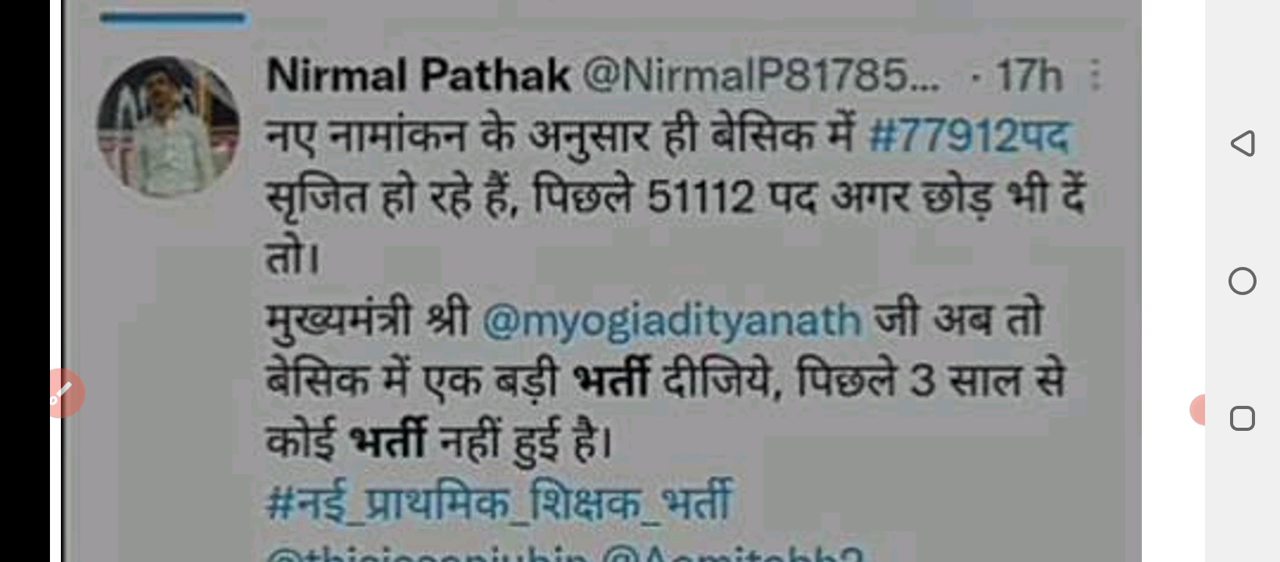 Nirmal Pathak @NirmalP81785... · 17h
नए नामांकन के अनुसार ही बेसिक में #77912पद
सृजित हो रहे हैं, पिछले 51112 पद अगर छोड़ भी दें
तो।
मुख्यमंत्री श्री @myogiadityanath जी अब तो
बेसिक में एक बड़ी भर्ती दीजिये, पिछले 3 साल से
कोई भर्ती नहीं हुई है।
#नई_प्राथमिक_शिक्षक_भर्ती